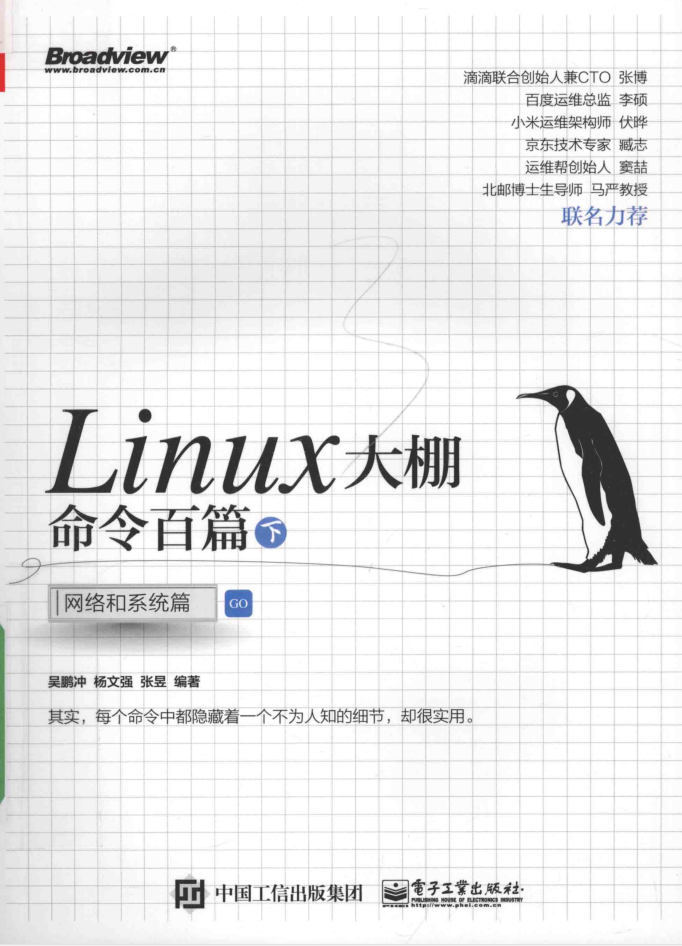 Broadview®
www.broadview.com.cn
滴滴联合创始人兼CTO 张博
百度运维总监 李硕
小米运维架构师 伏晔
京东技术专家 臧志
运维帮创始人 窦喆
北邮博士生导师 马严教授
联名力荐
Linux大棚
命令百篇 下
网络和系统篇 GO
吴鹏冲 杨文强 张昱 编著
其实，每个命令中都隐藏着一个不为人知的细节，却很实用。
中国工信出版集团
電子工業出版社·
PUBLISHING HOUSE OF ELECTRONICS INDUSTRY
http://www.phei.com.cn